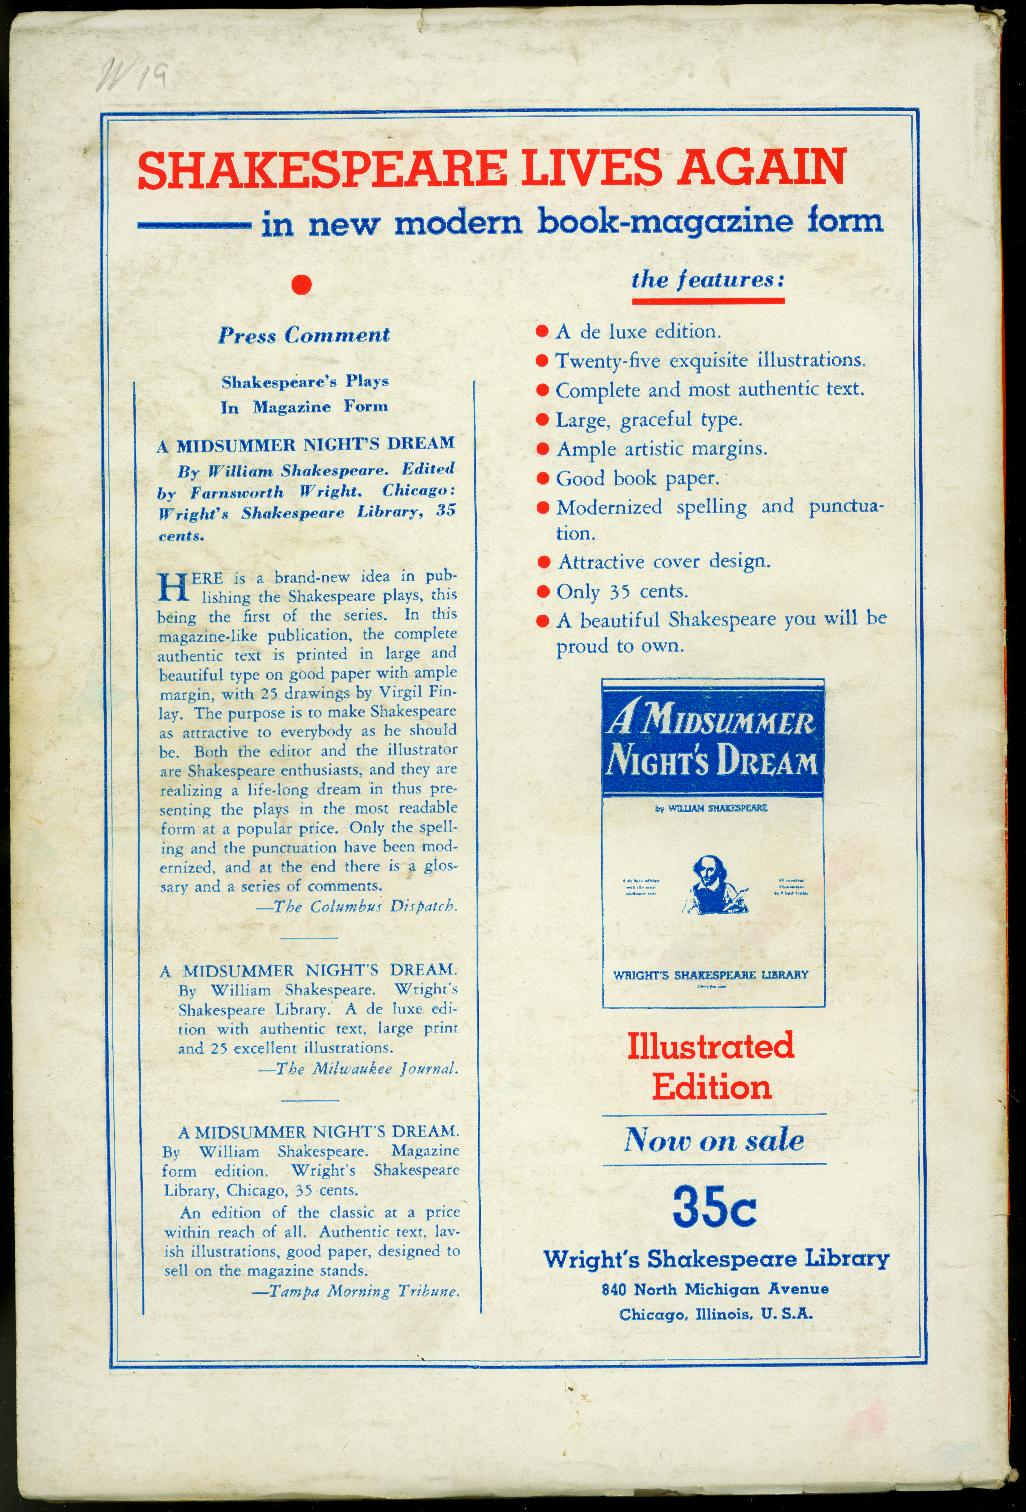 W19
SHAKESPEARE LIVES AGAIN
in new modern book-magazine form
Press Comment
Shakespeare's Plays
In Magazine Form
A MIDSUMMER NIGHT'S DREAM
By William Shakespeare. Edited
by Farnsworth Wright. Chicago:
Wright's Shakespeare Library, 35
cents.
HERE is a brand-new idea in pub-
lishing the Shakespeare plays, this
being the first of the series. In this
magazine-like publication, the complete
authentic text is printed in large and
beautiful type on good paper with ample
margin, with 25 drawings by Virgil Fin-
lay. The purpose is to make Shakespeare
as attractive to everybody as he should
be. Both the editor and the illustrator
are Shakespeare enthusiasts, and they are
realizing a life-long dream in thus pre-
senting the plays in the most readable
form at a popular price. Only the spell-
ing and the punctuation have been mod-
ernized, and at the end there is a glos-
sary and a series of comments.
—The Columbus Dispatch.
A MIDSUMMER NIGHT'S DREAM.
By William Shakespeare. Wright's
Shakespeare Library. A de luxe edi-
tion with authentic text, large print
and 25 excellent illustrations.
—The Milwaukee Journal.
A MIDSUMMER NIGHT'S DREAM.
By William Shakespeare. Magazine
form edition. Wright's Shakespeare
Library, Chicago, 35 cents.
An edition of the classic at a price
within reach of all. Authentic text, lav-
ish illustrations, good paper, designed to
sell on the magazine stands.
—Tampa Morning Tribune.
the features:
A de luxe edition.
Twenty-five exquisite illustrations.
Complete and most authentic text.
Large, graceful type.
Ample artistic margins.
Good book paper.
Modernized spelling and punctua-
tion.
Attractive cover design.
Only 35 cents.
A beautiful Shakespeare you will be
proud to own.
A MIDSUMMER
NIGHT'S DREAM
by WILLIAM SHAKESPEARE
WRIGHT'S SHAKESPEARE LIBRARY
Illustrated
Edition
Now on sale
35c
Wright's Shakespeare Library
840 North Michigan Avenue
Chicago, Illinois, U. S. A.